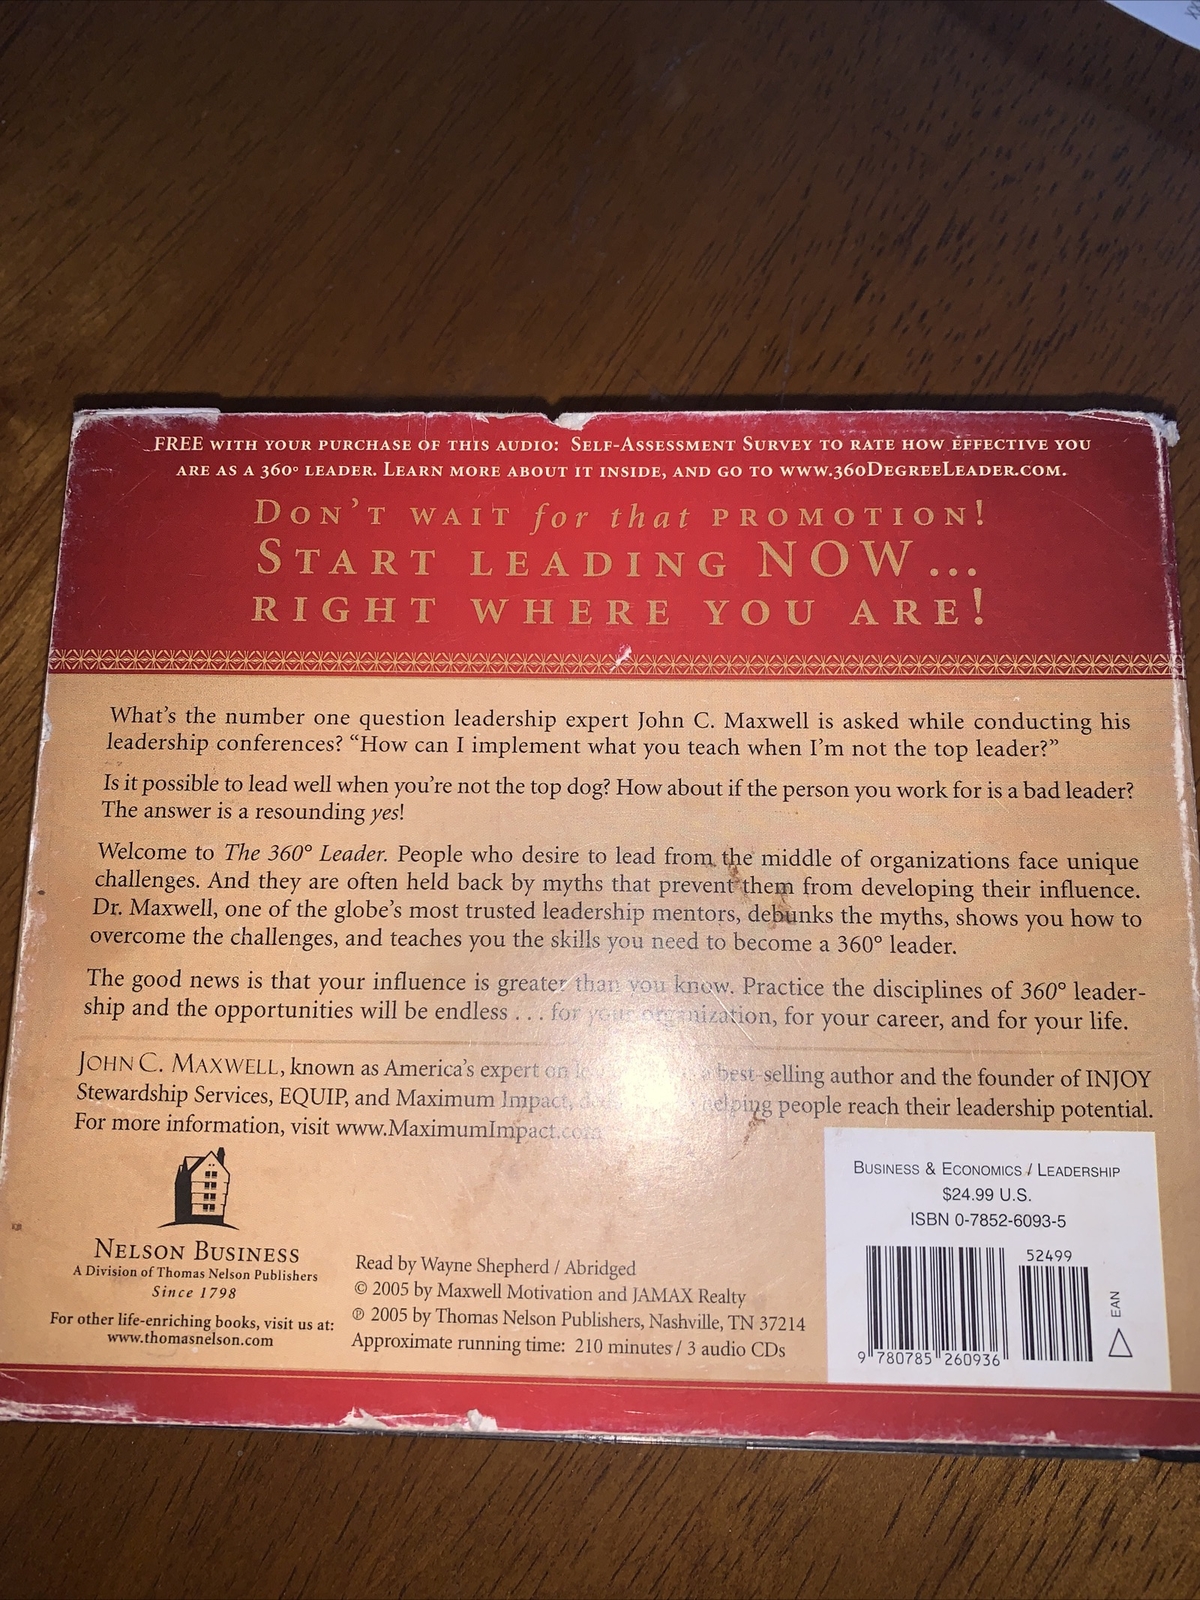 FREE WITH YOUR PURCHASE OF THIS AUDIO: SELF-ASSESSMENT SURVEY TO RATE HOW EFFECTIVE YOU
ARE AS A 360° LEADER. LEARN MORE ABOUT IT INSIDE, AND GO TO WWW.360DEGREELEADER.COM.
DON'T WAIT for that PROMOTION!
START LEADING NOW...
RIGHT WHERE YOU ARE!
What's the number one question leadership expert John C. Maxwell is asked while conducting his
leadership conferences? “How can I implement what you teach when I'm not the top leader?”
Is it possible to lead well when you're not the top dog? How about if the person you work for is a bad leader?
The answer is a resounding yes!
Welcome to The 360° Leader. People who desire to lead from the middle of organizations face unique
challenges. And they are often held back by myths that prevent them from developing their influence.
Dr. Maxwell, one of the globe's most trusted leadership mentors, debunks the myths, shows you how to
overcome the challenges, and teaches you the skills you need to become a 360° leader.
The good news is that your influence is greater than you know. Practice the disciplines of 360° leader-
ship and the opportunities will be endless . . . for your organization, for your career, and for your life.
JOHN C. MAXWELL, known as America's expert on a best-selling author and the founder of INJOY
Stewardship Services, EQUIP, and Maximum Impact, helping people reach their leadership potential.
For more information, visit www.MaximumImpact.com
NELSON BUSINESS
A Division of Thomas Nelson Publishers
Since 1798
For other life-enriching books, visit us at:
www.thomasnelson.com
Read by Wayne Shepherd / Abridged
© 2005 by Maxwell Motivation and JAMAX Realty
℗ 2005 by Thomas Nelson Publishers, Nashville, TN 37214
Approximate running time: 210 minutes / 3 audio CDs
BUSINESS & ECONOMICS / LEADERSHIP
$24.99 U.S.
ISBN 0-7852-6093-5
52499
EAN
9 780785 260936